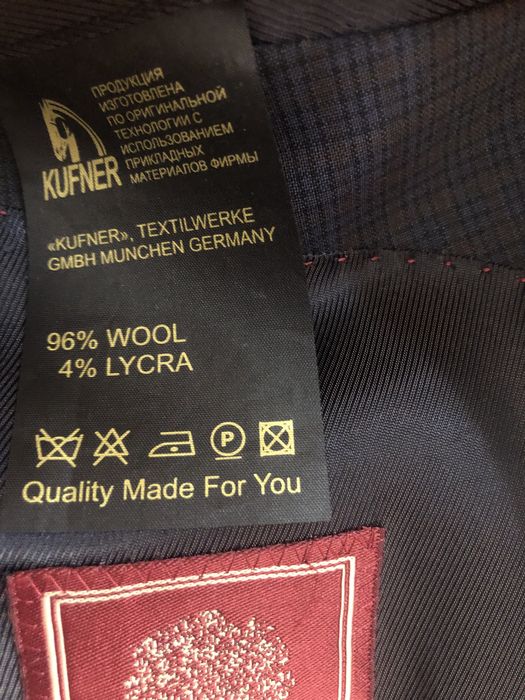 ПРОДУКЦИЯ
ИЗГОТОВЛЕНА
ПО ОРИГИНАЛЬНОЙ
ТЕХНОЛОГИИ С
ИСПОЛЬЗОВАНИЕМ
ПРИКЛАДНЫХ
МАТЕРИАЛОВ ФИРМЫ
KUFNER
«KUFNER», TEXTILWERKE
GMBH MUNCHEN GERMANY
96% WOOL
4% LYCRA
P
Quality Made For You